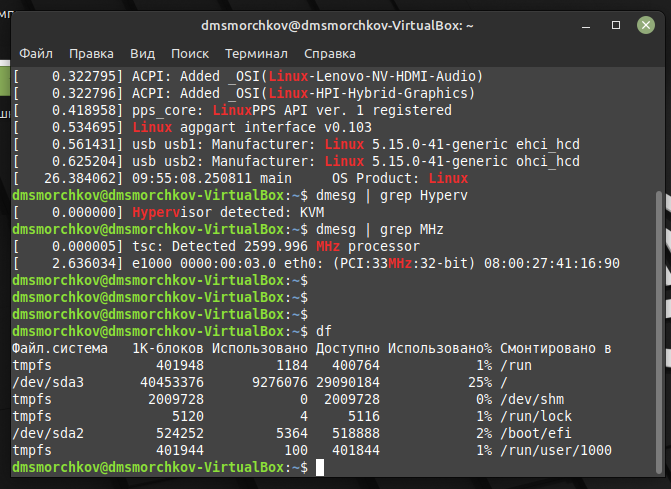 dmsmorchkov@dmsmorchkov-VirtualBox: ~
Файл Правка Вид Поиск Терминал Справка
[    0.322795] ACPI: Added _OSI(Linux-Lenovo-NV-HDMI-Audio)
[    0.322796] ACPI: Added _OSI(Linux-HPI-Hybrid-Graphics)
[    0.418958] pps_core: LinuxPPS API ver. 1 registered
[    0.534695] Linux agpgart interface v0.103
[    0.561431] usb usb1: Manufacturer: Linux 5.15.0-41-generic ehci_hcd
[    0.625204] usb usb2: Manufacturer: Linux 5.15.0-41-generic ohci_hcd
[   26.384062] 09:55:08.250811 main     OS Product: Linux
dmsmorchkov@dmsmorchkov-VirtualBox:~$ dmesg | grep Hyperv
[    0.000000] Hypervisor detected: KVM
dmsmorchkov@dmsmorchkov-VirtualBox:~$ dmesg | grep MHz
[    0.000005] tsc: Detected 2599.996 MHz processor
[    2.636034] e1000 0000:00:03.0 eth0: (PCI:33MHz:32-bit) 08:00:27:41:16:90
dmsmorchkov@dmsmorchkov-VirtualBox:~$
dmsmorchkov@dmsmorchkov-VirtualBox:~$
dmsmorchkov@dmsmorchkov-VirtualBox:~$
dmsmorchkov@dmsmorchkov-VirtualBox:~$ df
Файл.система   1K-блоков Использовано Доступно Использовано% Cмонтировано в
tmpfs             401948         1184   400764            1% /run
/dev/sda3       40453376      9276076 29090184           25% /
tmpfs            2009728            0  2009728            0% /dev/shm
tmpfs               5120            4     5116            1% /run/lock
/dev/sda2         524252         5364   518888            2% /boot/efi
tmpfs             401944          100   401844            1% /run/user/1000
dmsmorchkov@dmsmorchkov-VirtualBox:~$